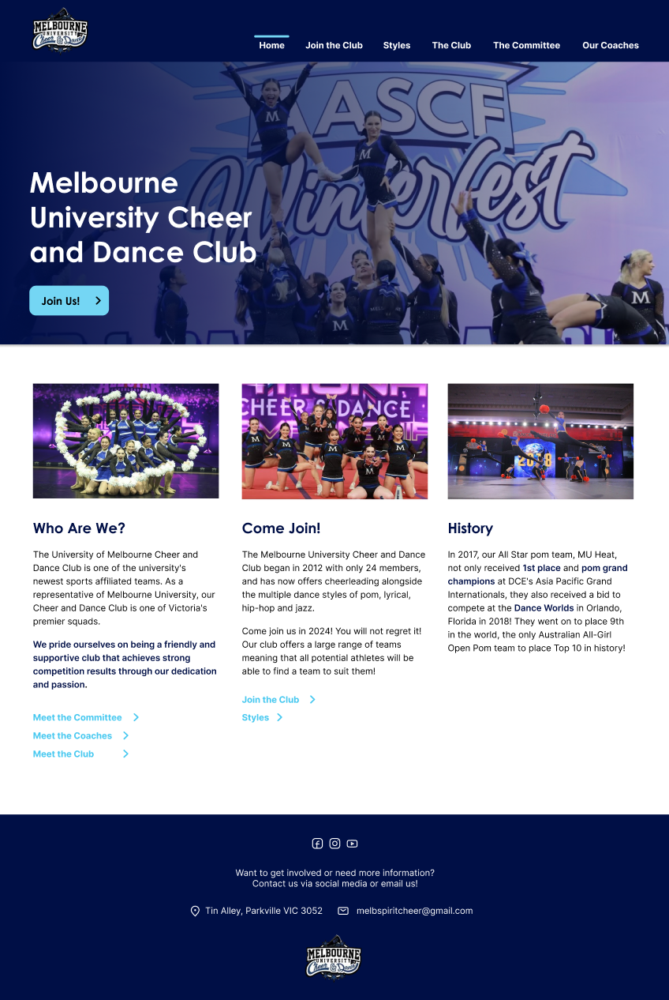 MELBOURNE
UNIVERSITY
Cheer & Dance
Home
Join the Club
Styles
The Club
The Committee
Our Coaches
AASCF
Winterfest
M
M
M
M
Melbourne
University Cheer
and Dance Club
Join Us!
CHEER & DANCE
M
M
M
M
M
2018
Who Are We?
The University of Melbourne Cheer and
Dance Club is one of the university's
newest sports affiliated teams. As a
representative of Melbourne University, our
Cheer and Dance Club is one of Victoria's
premier squads.
We pride ourselves on being a friendly and
supportive club that achieves strong
competition results through our dedication
and passion.
Meet the Committee
Meet the Coaches
Meet the Club
Come Join!
The Melbourne University Cheer and Dance
Club began in 2012 with only 24 members,
and has now offers cheerleading alongside
the multiple dance styles of pom, lyrical,
hip-hop and jazz.
Come join us in 2024! You will not regret it!
Our club offers a large range of teams
meaning that all potential athletes will be
able to find a team to suit them!
Join the Club
Styles
History
In 2017, our All Star pom team, MU Heat,
not only received 1st place and pom grand
champions at DCE's Asia Pacific Grand
Internationals, they also received a bid to
compete at the Dance Worlds in Orlando,
Florida in 2018! They went on to place 9th
in the world, the only Australian All-Girl
Open Pom team to place Top 10 in history!
Want to get involved or need more information?
Contact us via social media or email us!
Tin Alley, Parkville VIC 3052
melbspiritcheer@gmail.com
MELBOURNE
UNIVERSITY
Cheer & Dance